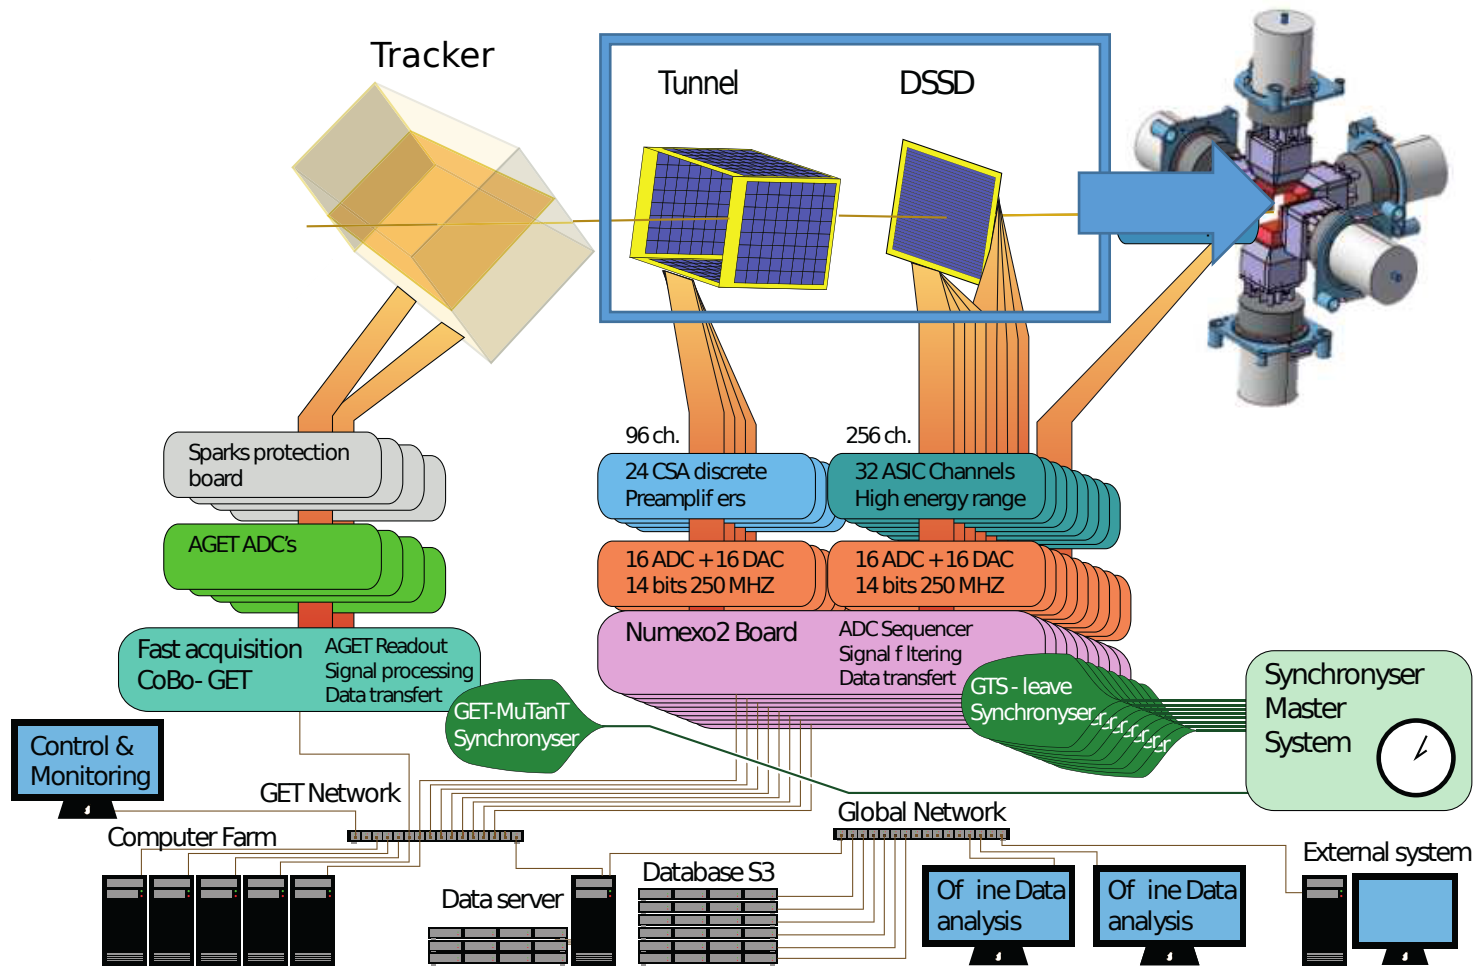 Tracker
Tunnel
DSSD
96 ch.
256 ch.
Sparks protection
board
24 CSA discrete
Preamplif ers
32 ASIC Channels
High energy range
AGET ADC's
16 ADC + 16 DAC
14 bits 250 MHZ
16 ADC + 16 DAC
14 bits 250 MHZ
Fast acquisition
CoBo- GET
AGET Readout
Signal processing
Data transfert
Numexo2 Board
ADC Sequencer
Signal f ltering
Data transfert
GET-MuTanT
Synchronyser
GTS - leave
Synchronyser
Synchronyser
Master
System
Control &
Monitoring
GET Network
Global Network
Computer Farm
Data server
Database S3
Of ine Data
analysis
Of ine Data
analysis
External system